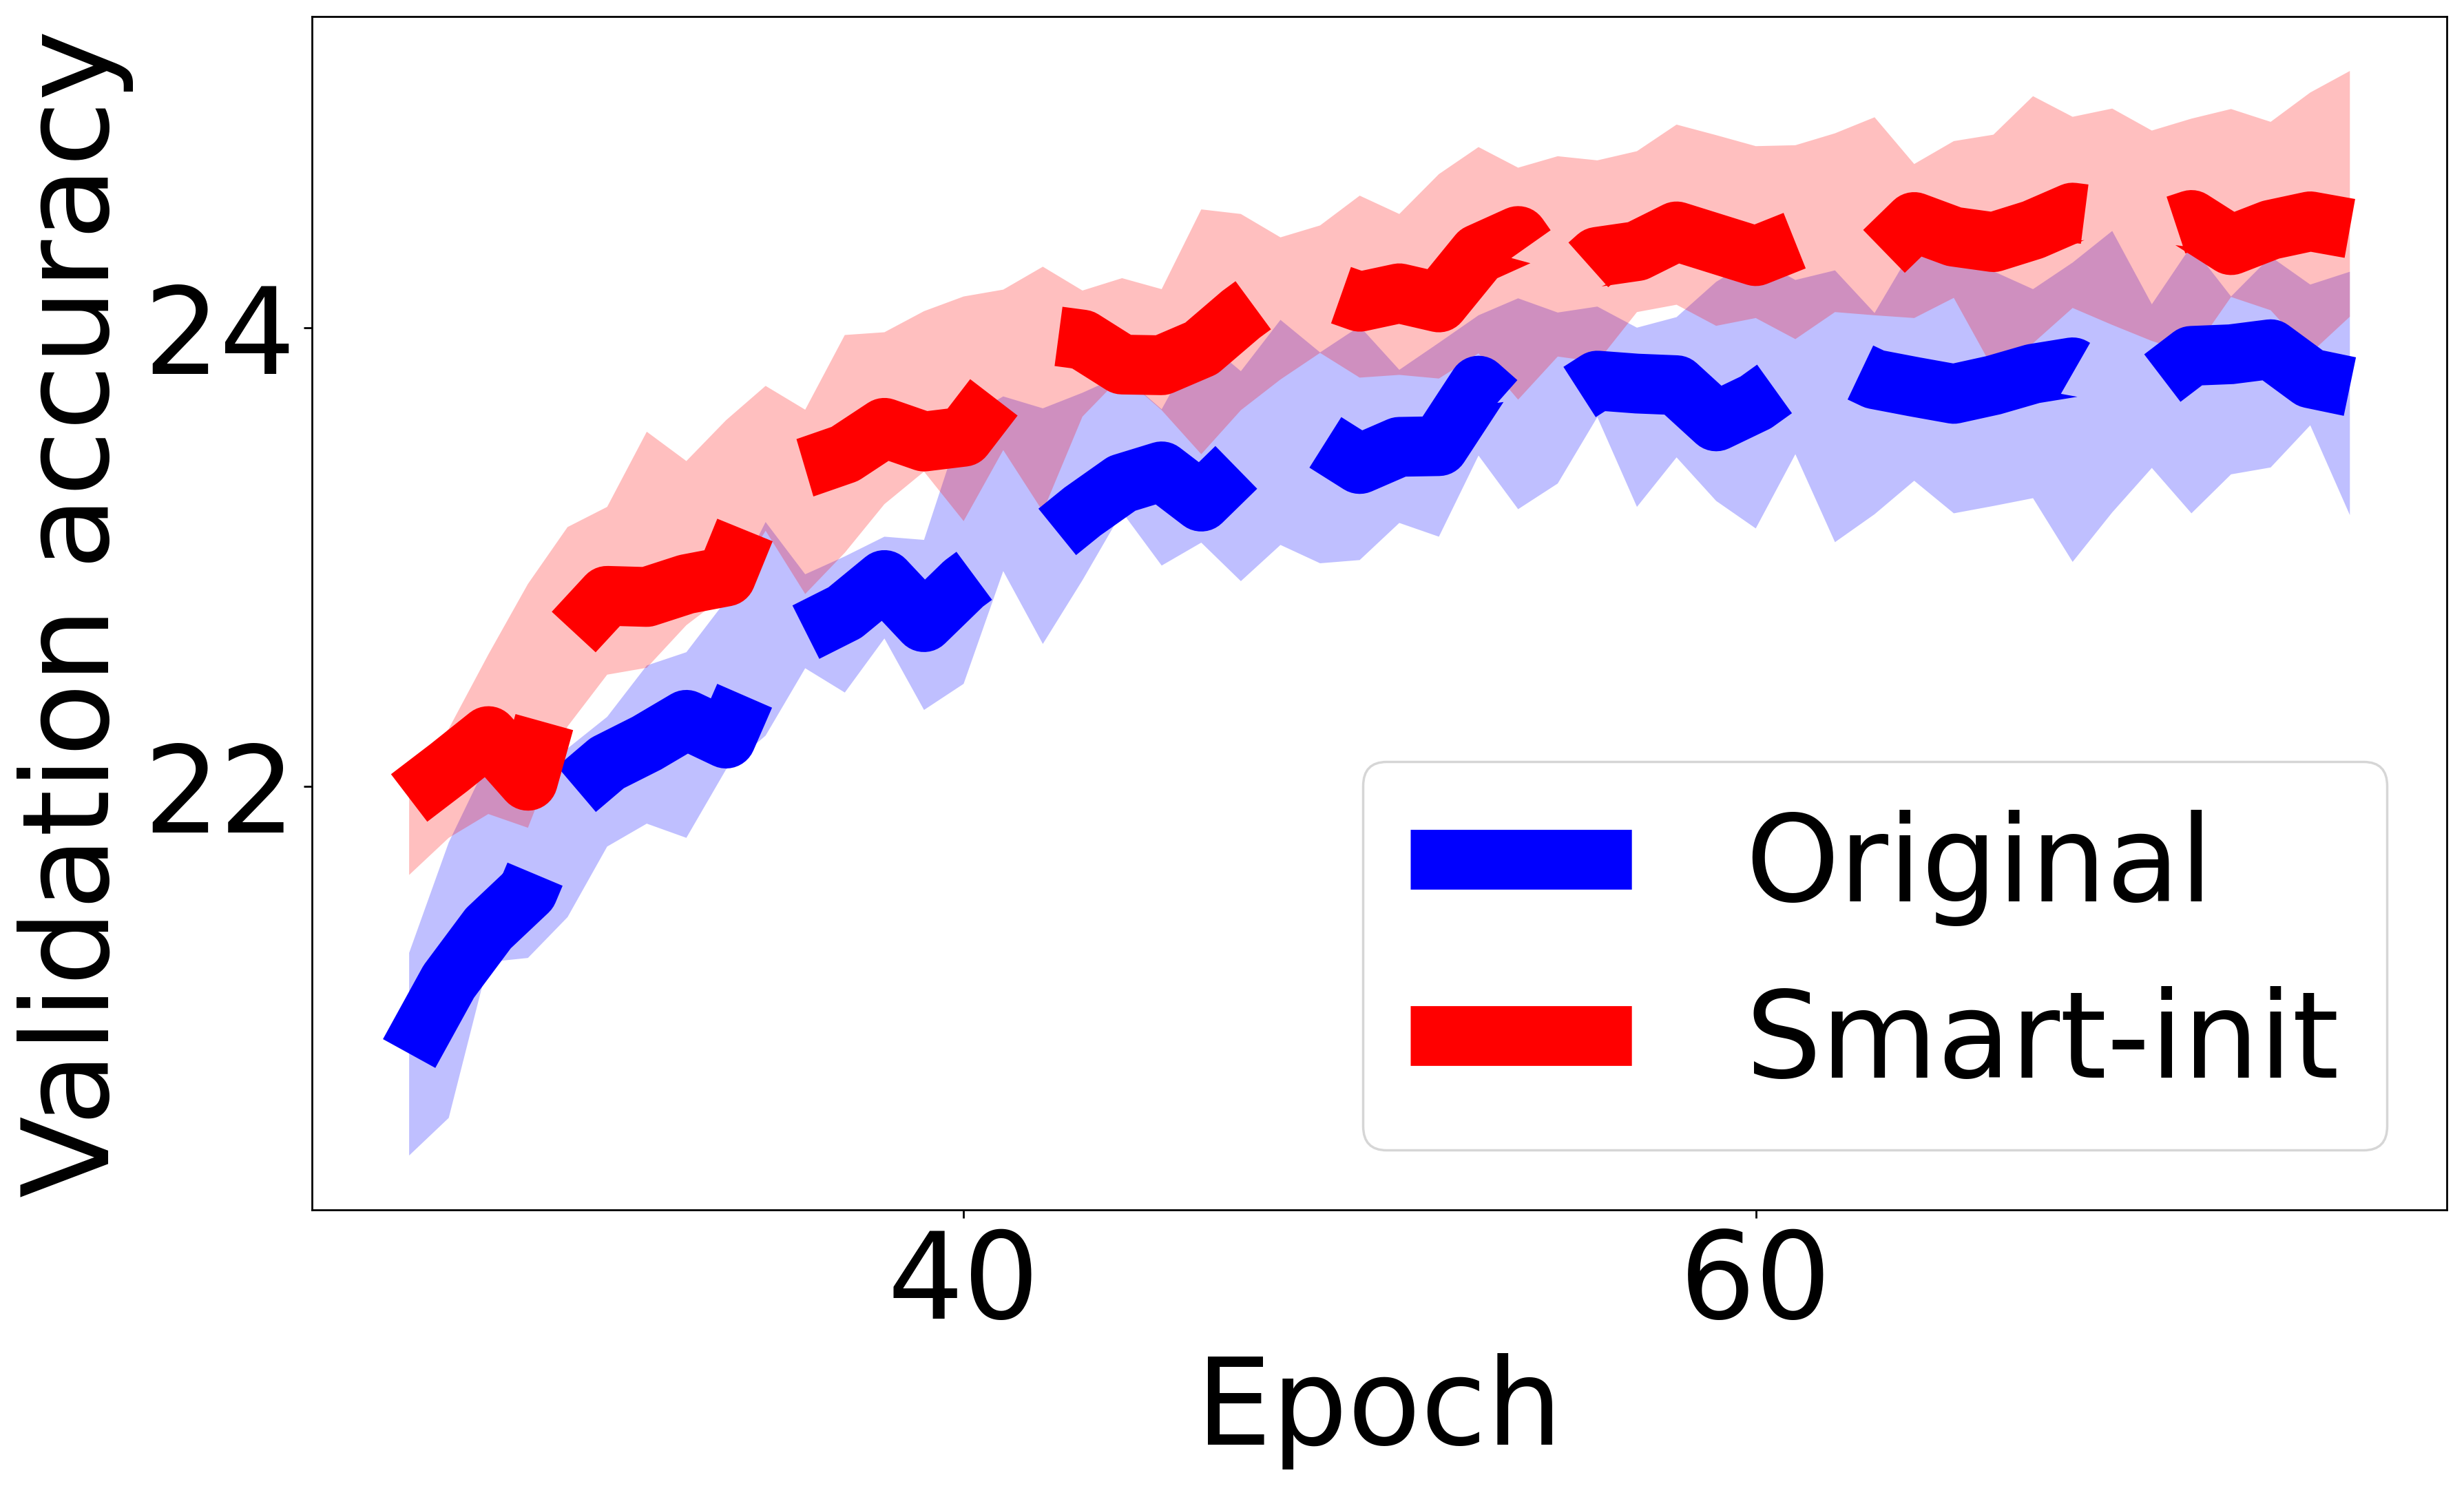 Validation accuracy
24
22
Original
Smart-init
40 60
Epoch